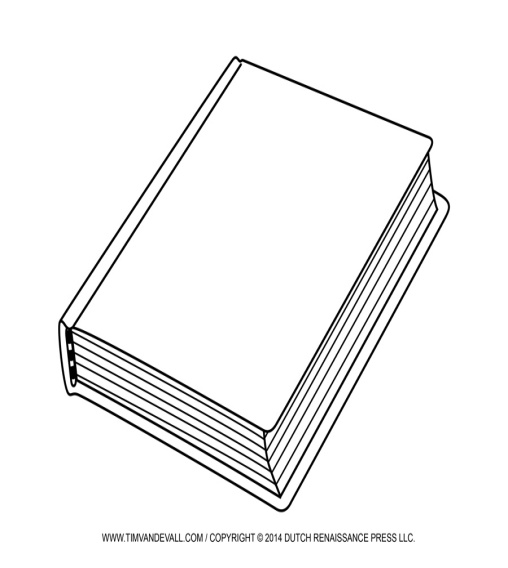 WWW.TIMVANDEVALL.COM / COPYRIGHT © 2014 DUTCH RENAISSANCE PRESS LLC.